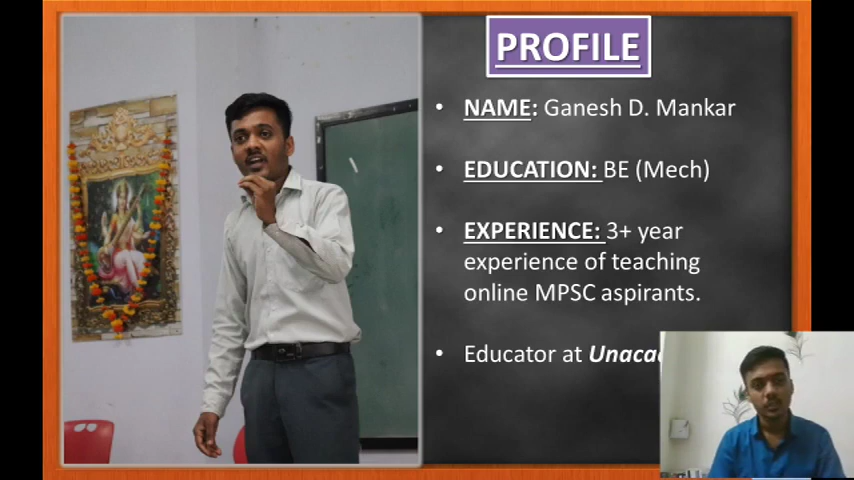 PROFILE
• NAME: Ganesh D. Mankar
• EDUCATION: BE (Mech)
• EXPERIENCE: 3+ year
experience of teaching
online MPSC aspirants.
• Educator at